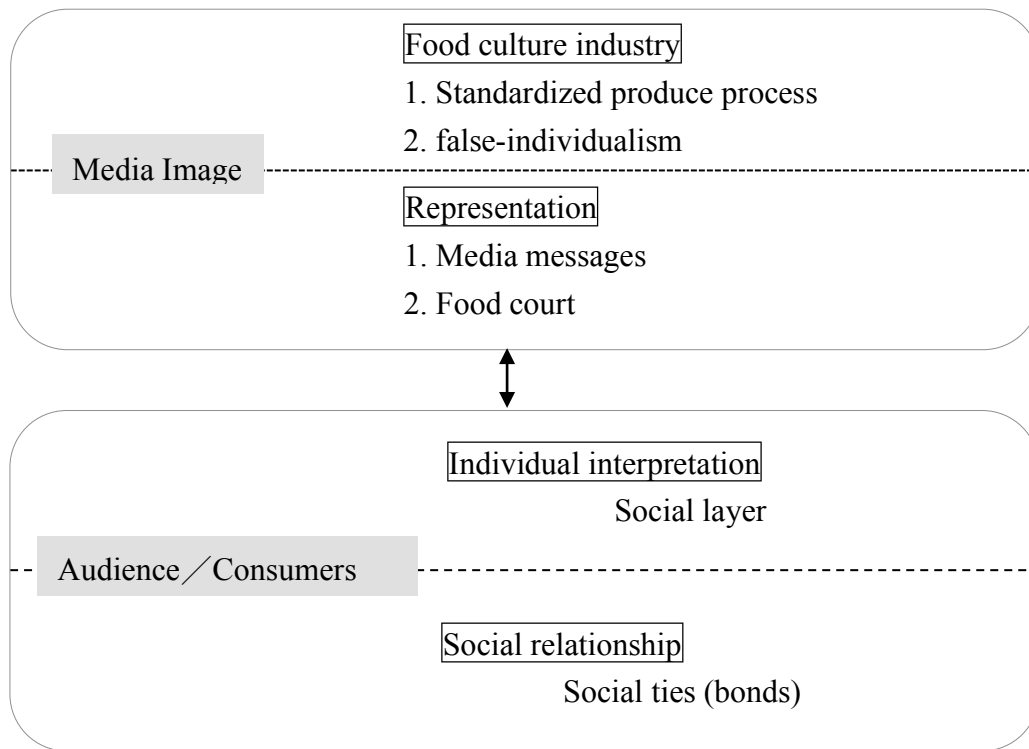 Food culture industry
1. Standardized produce process
2. false-individualism
Media Image
Representation
1. Media messages
2. Food court
Individual interpretation
Social layer
Audience／Consumers
Social relationship
Social ties (bonds)